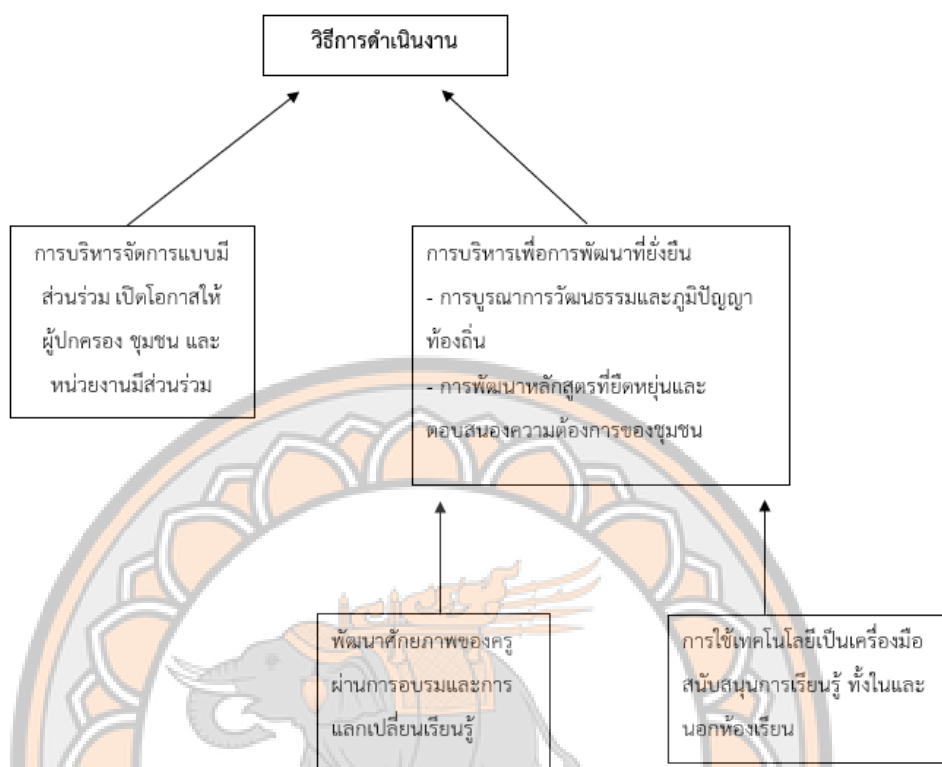 วิธีการดำเนินงาน
การบริหารจัดการแบบมี
ส่วนร่วม เปิดโอกาสให้
ผู้ปกครอง ชุมชน และ
หน่วยงานมีส่วนร่วม
การบริหารเพื่อการพัฒนาที่ยั่งยืน
- การบูรณาการวัฒนธรรมและภูมิปัญญา
ท้องถิ่น
- การพัฒนาหลักสูตรที่ยืดหยุ่นและ
ตอบสนองความต้องการของชุมชน
พัฒนาศักยภาพของครู
ผ่านการอบรมและการ
แลกเปลี่ยนเรียนรู้
การใช้เทคโนโลยีเป็นเครื่องมือ
สนับสนุนการเรียนรู้ ทั้งในและ
นอกห้องเรียน